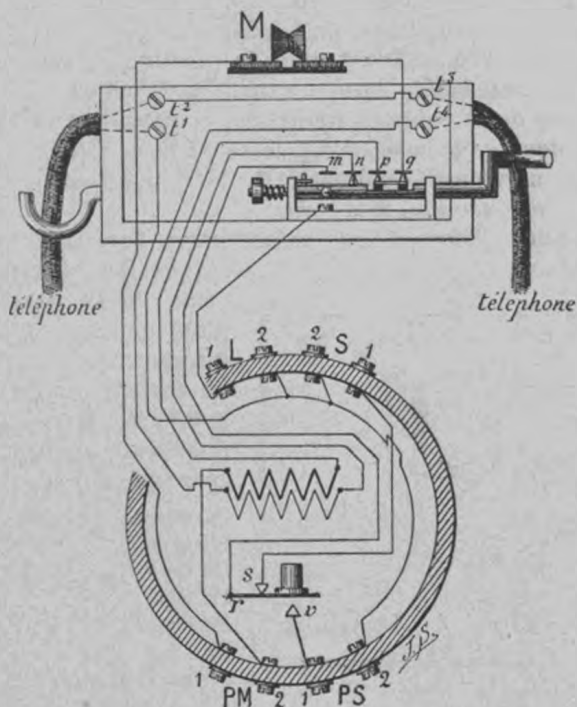 M
t² t³
t¹ t⁴
m n p q
téléphone téléphone
1 L 2 2 S 1
S
r v
J.S.
1 PM 2 1 PS 2